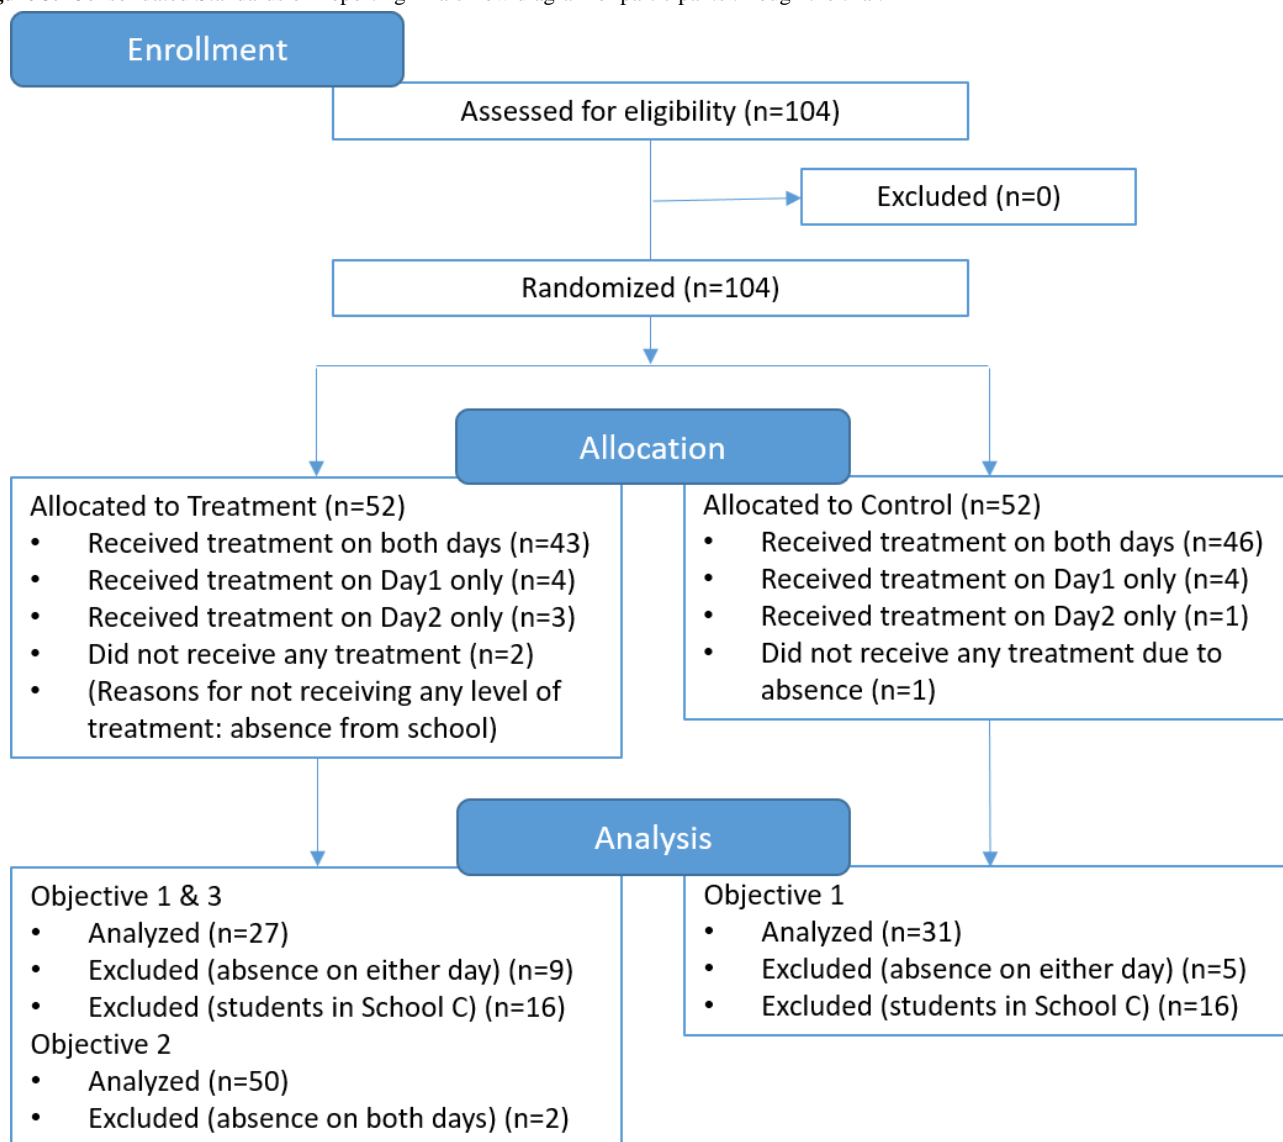 Enrollment
Assessed for eligibility (n=104)
Excluded (n=0)
Randomized (n=104)
Allocation
Allocated to Treatment (n=52)
• Received treatment on both days (n=43)
• Received treatment on Day1 only (n=4)
• Received treatment on Day2 only (n=3)
• Did not receive any treatment (n=2)
• (Reasons for not receiving any level of
treatment: absence from school)
Allocated to Control (n=52)
• Received treatment on both days (n=46)
• Received treatment on Day1 only (n=4)
• Received treatment on Day2 only (n=1)
• Did not receive any treatment due to
absence (n=1)
Analysis
Objective 1 & 3
• Analyzed (n=27)
• Excluded (absence on either day) (n=9)
• Excluded (students in School C) (n=16)
Objective 2
• Analyzed (n=50)
• Excluded (absence on both days) (n=2)
Objective 1
• Analyzed (n=31)
• Excluded (absence on either day) (n=5)
• Excluded (students in School C) (n=16)